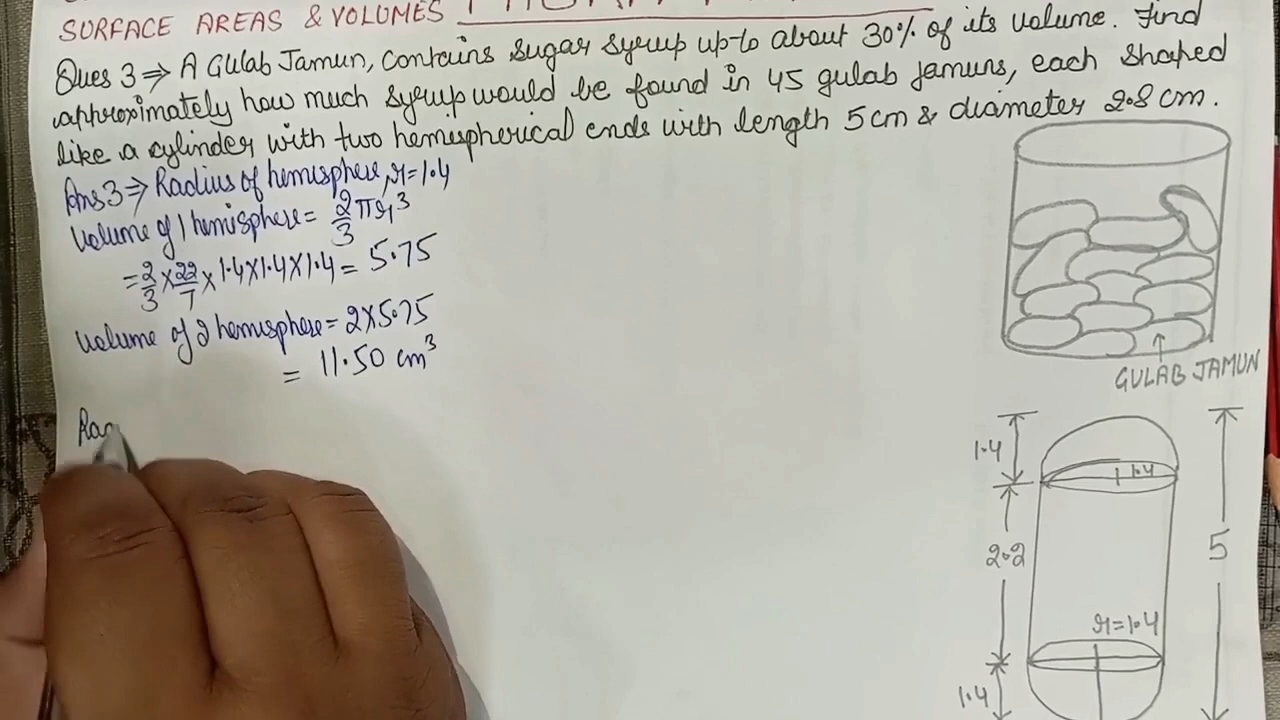 SURFACE AREAS & VOLUMES
Ques 3 ⇒ A Gulab Jamun, contains sugar syrup up to about 30% of its volume. Find
approximately how much syrup would be found in 45 gulab jamuns, each shaped
like a cylinder with two hemispherical ends with length 5 cm & diameter 2.8 cm.
Ans 3 ⇒ Radius of hemisphere, r = 1.4
Volume of 1 hemisphere = 2/3 πr³
= 2/3 × 22/7 × 1.4 × 1.4 × 1.4 = 5.75
Volume of 2 hemisphere = 2 × 5.75
= 11.50 cm³
GULAB JAMUN
1.4
1.4
2.2
5
r = 1.4
1.4